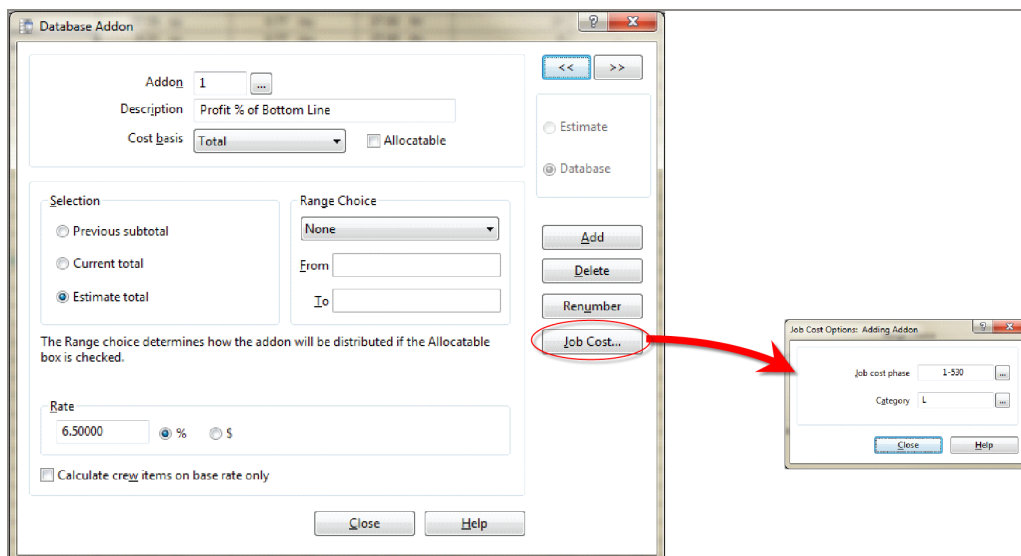 Database Addon
<< >>
Addon 1 ...
Description Profit % of Bottom Line
Cost basis Total Allocatable
Estimate
Database
Selection
Previous subtotal
Current total
Estimate total
Range Choice
None
From
To
Add
Delete
Renumber
Job Cost...
The Range choice determines how the addon will be distributed if the Allocatable
box is checked.
Rate
6.50000 % $
Calculate crew items on base rate only
Close Help
Job Cost Options: Adding Addon
Job cost phase 1-530 ...
Category L ...
Close Help